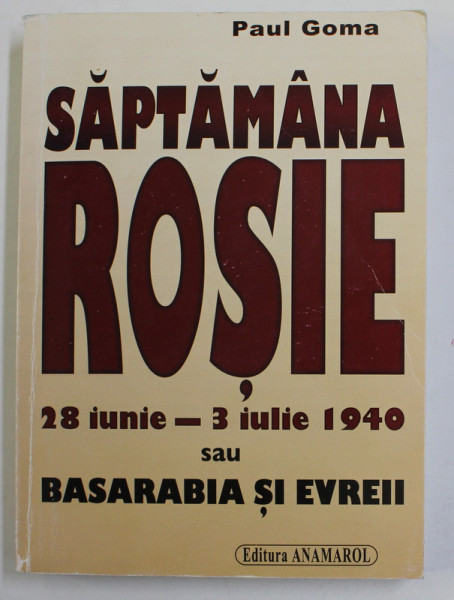 Paul Goma
SĂPTĂMÂNA
ROȘIE
28 iunie – 3 iulie 1940
sau
BASARABIA ȘI EVREII
Editura ANAMAROL